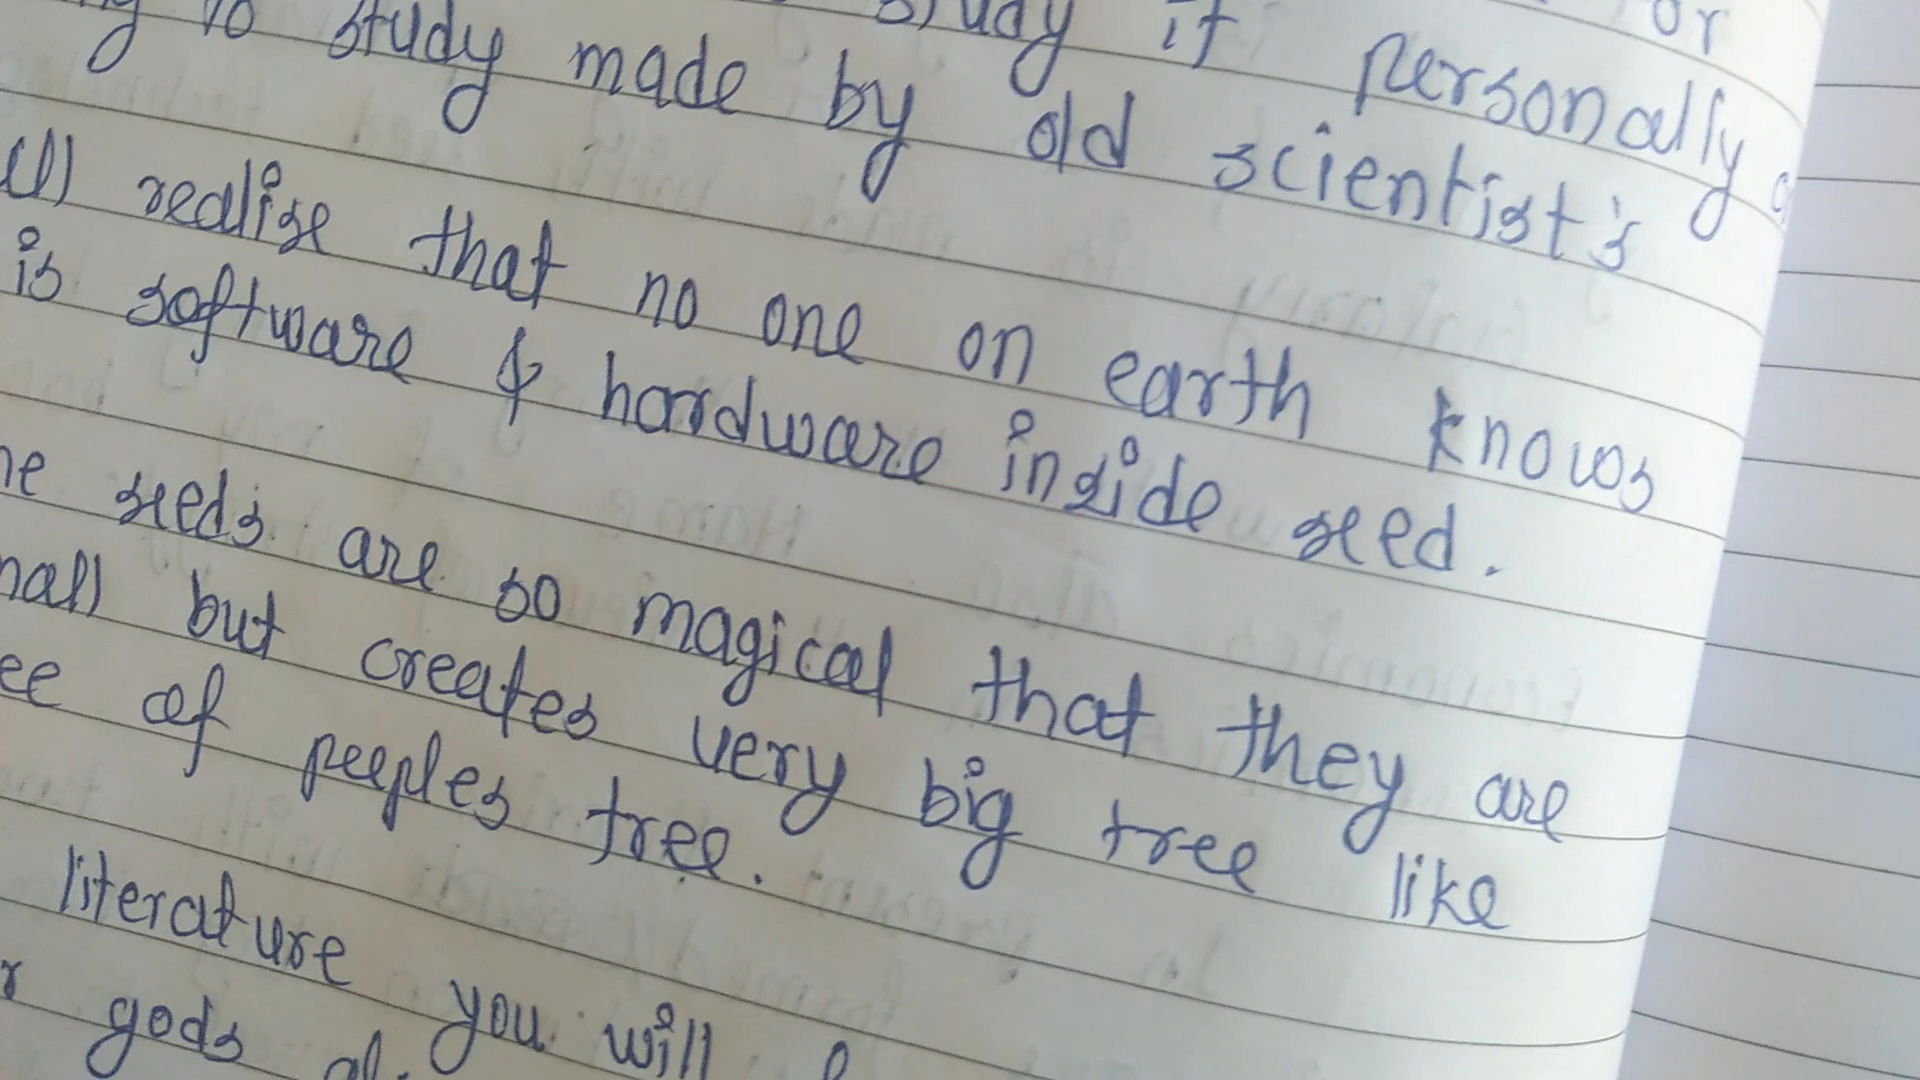 or
study it personally
to study made by old scientist's
realise that no one on earth knows
is software & hardware inside seed.
seeds are so magical that they are
but creates very big tree like
of peeples tree.
literature you will
gods